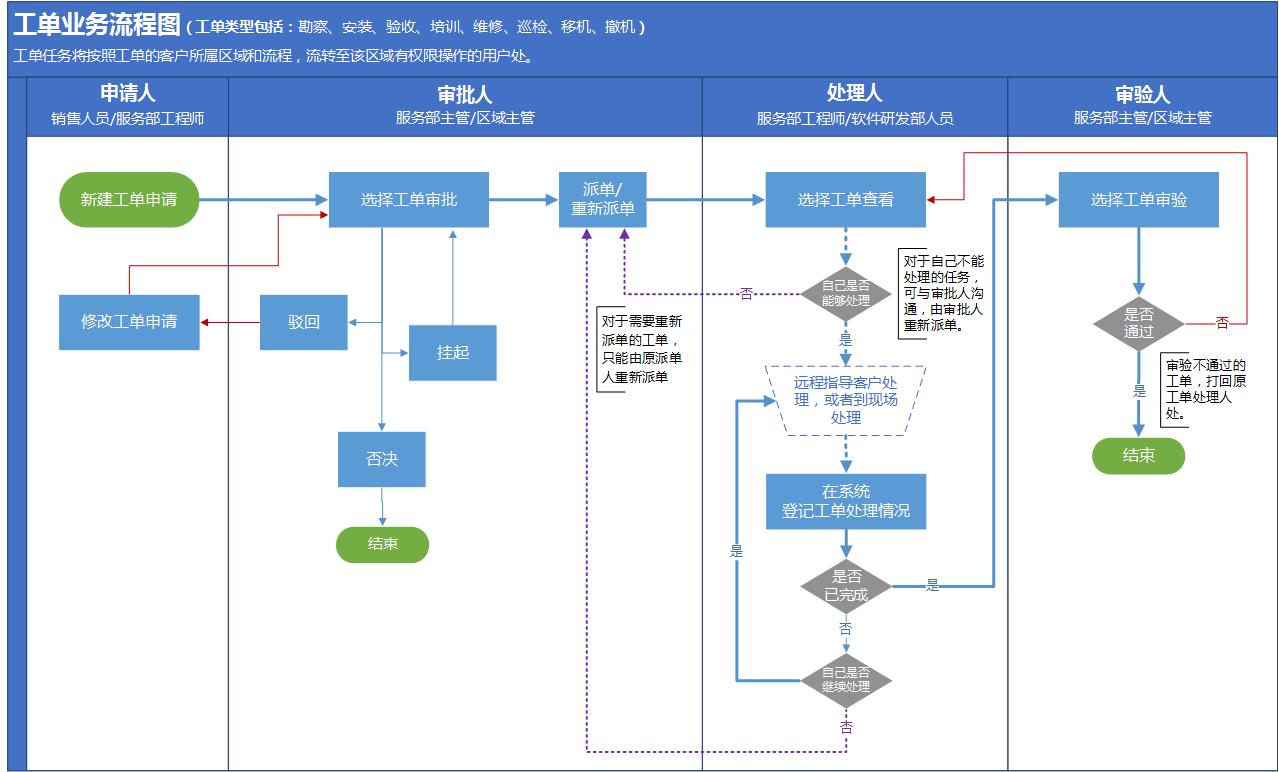 工单业务流程图（工单类型包括：勘察、安装、验收、培训、维修、巡检、移机、撤机）
工单任务将按照工单的客户所属区域和流程，流转至该区域有权限操作的用户处。
申请人
销售人员/服务部工程师
审批人
服务部主管/区域主管
处理人
服务部工程师/软件研发部人员
审验人
服务部主管/区域主管
新建工单申请
选择工单审批
派单/
重新派单
选择工单查看
选择工单审验
对于自己不能
处理的任务，
可与审批人沟
通，由审批人
重新派单。
自己是否
能够处理
否
修改工单申请
驳回
挂起
对于需要重新
派单的工单，
只能由原派单
人重新派单
是
是否
通过
否
审验不通过的
工单，打回原
工单处理人
处。
是
远程指导客户处
理，或者到现场
处理
否决
结束
结束
在系统
登记工单处理情况
是
是否
已完成
是
否
自己是否
继续处理
否